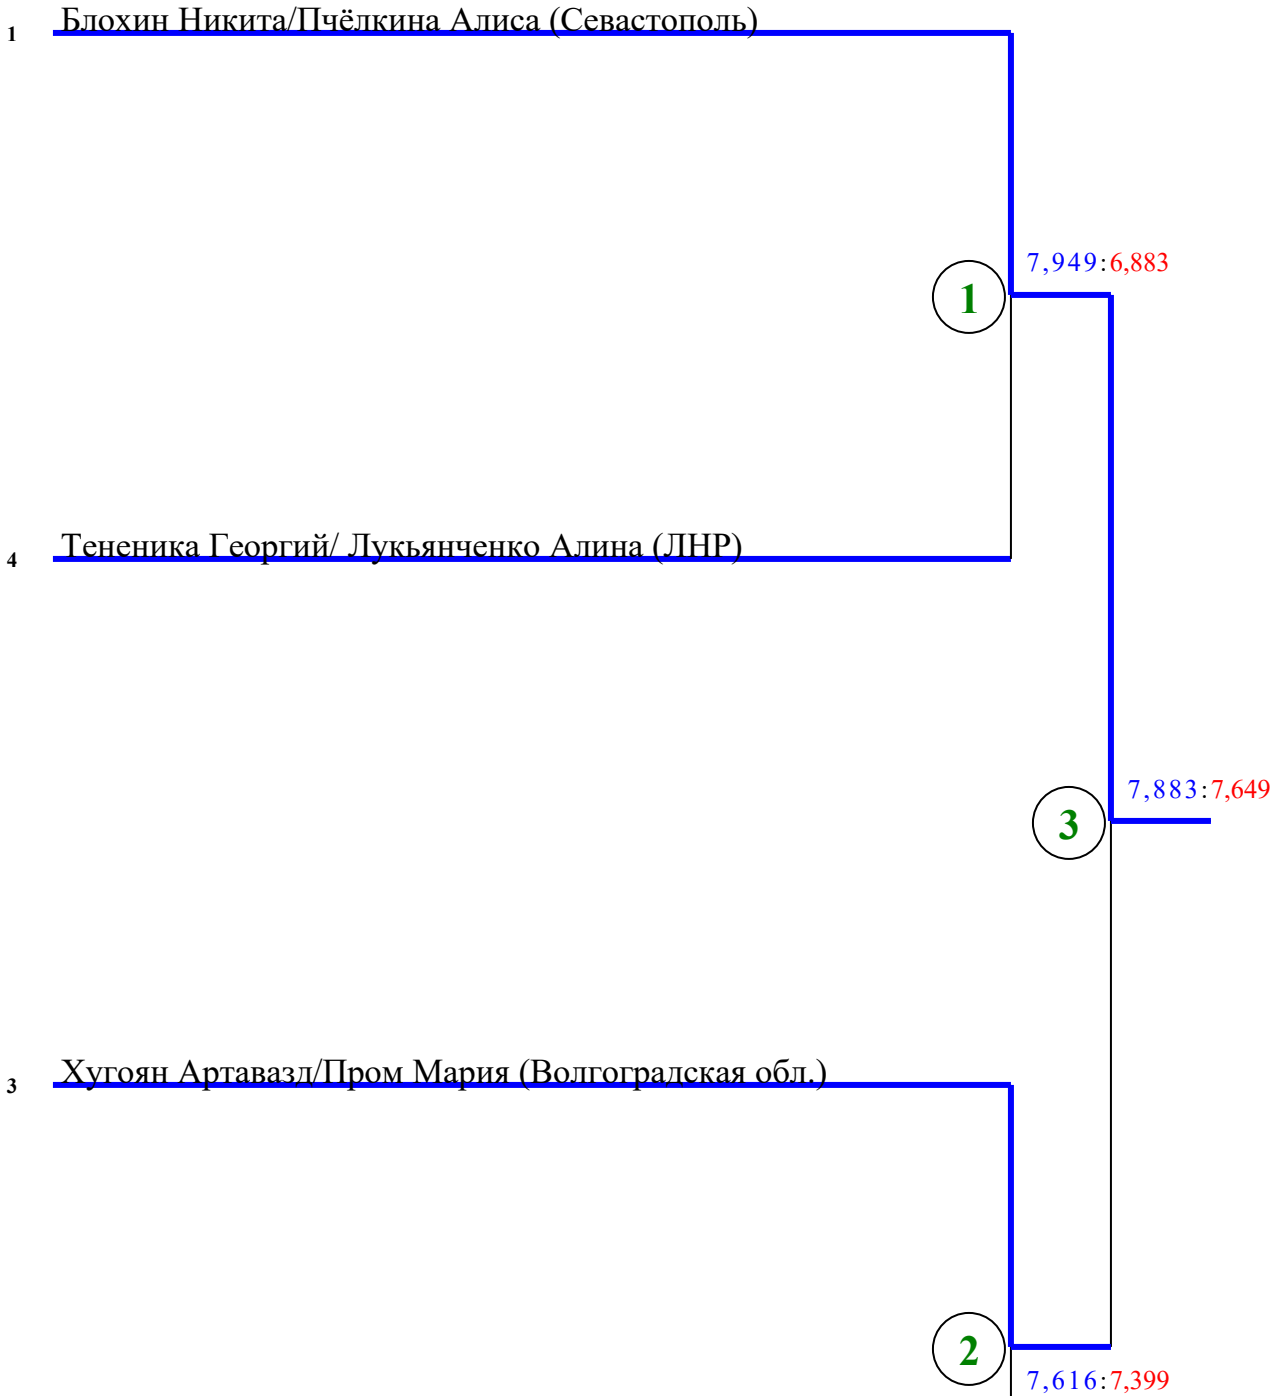 1 Блохин Никита/Пчёлкина Алиса (Севастополь)
7,949:6,883
1
4 Тененика Георгий/ Лукьянченко Алина (ЛНР)
7,883:7,649
3
3 Хугоян Артавазд/Пром Мария (Волгоградская обл.)
2
7,616:7,399